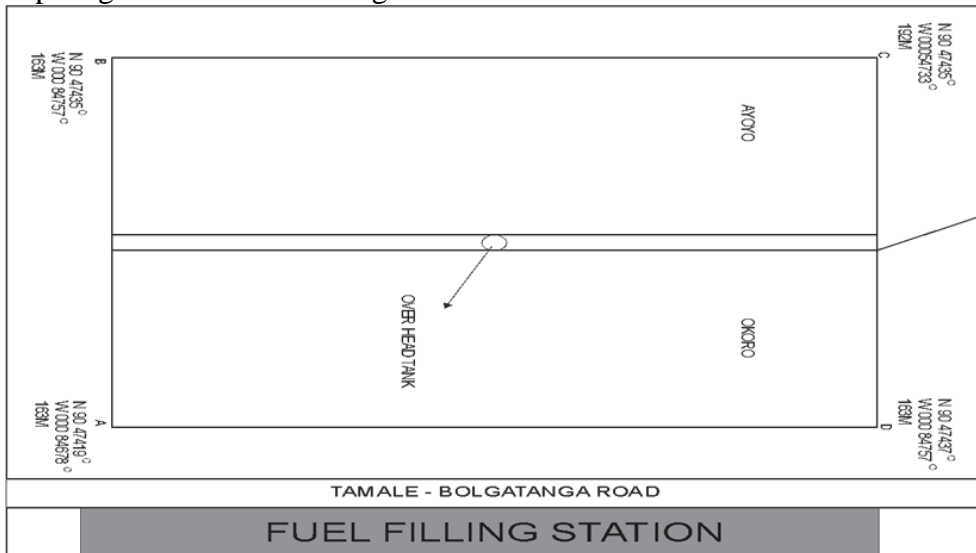 B
N 90 47435 C
W 000 84757 C
163M
C
N 90 47435 C
W 00054733 C
192M
AYOYO
OVER HEAD TANK
OKORO
A
N 90 47419 C
W 000 84678 C
163M
D
N 90 47437 C
W 000 84757 C
163M
TAMALE - BOLGATANGA ROAD
FUEL FILLING STATION